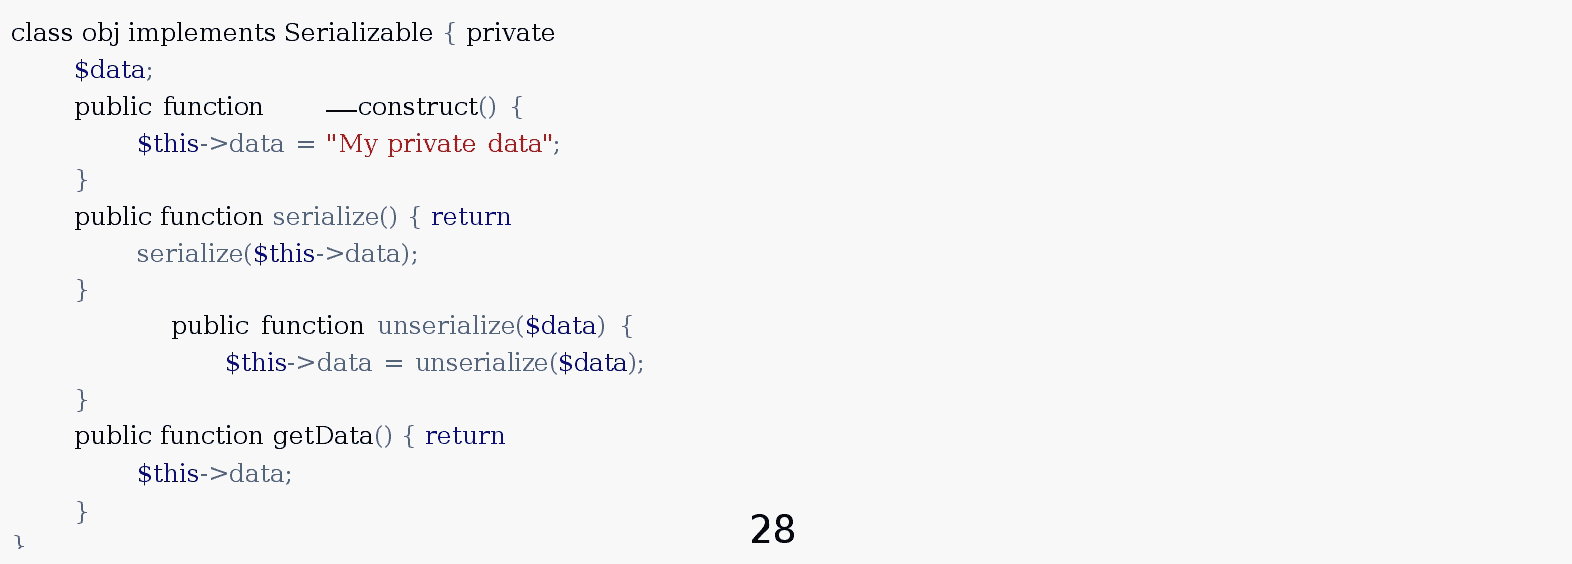 class obj implements Serializable { private
$data;
public function __construct() {
$this->data = "My private data";
}
public function serialize() { return
serialize($this->data);
}
public function unserialize($data) {
$this->data = unserialize($data);
}
public function getData() { return
$this->data;
}
}
28